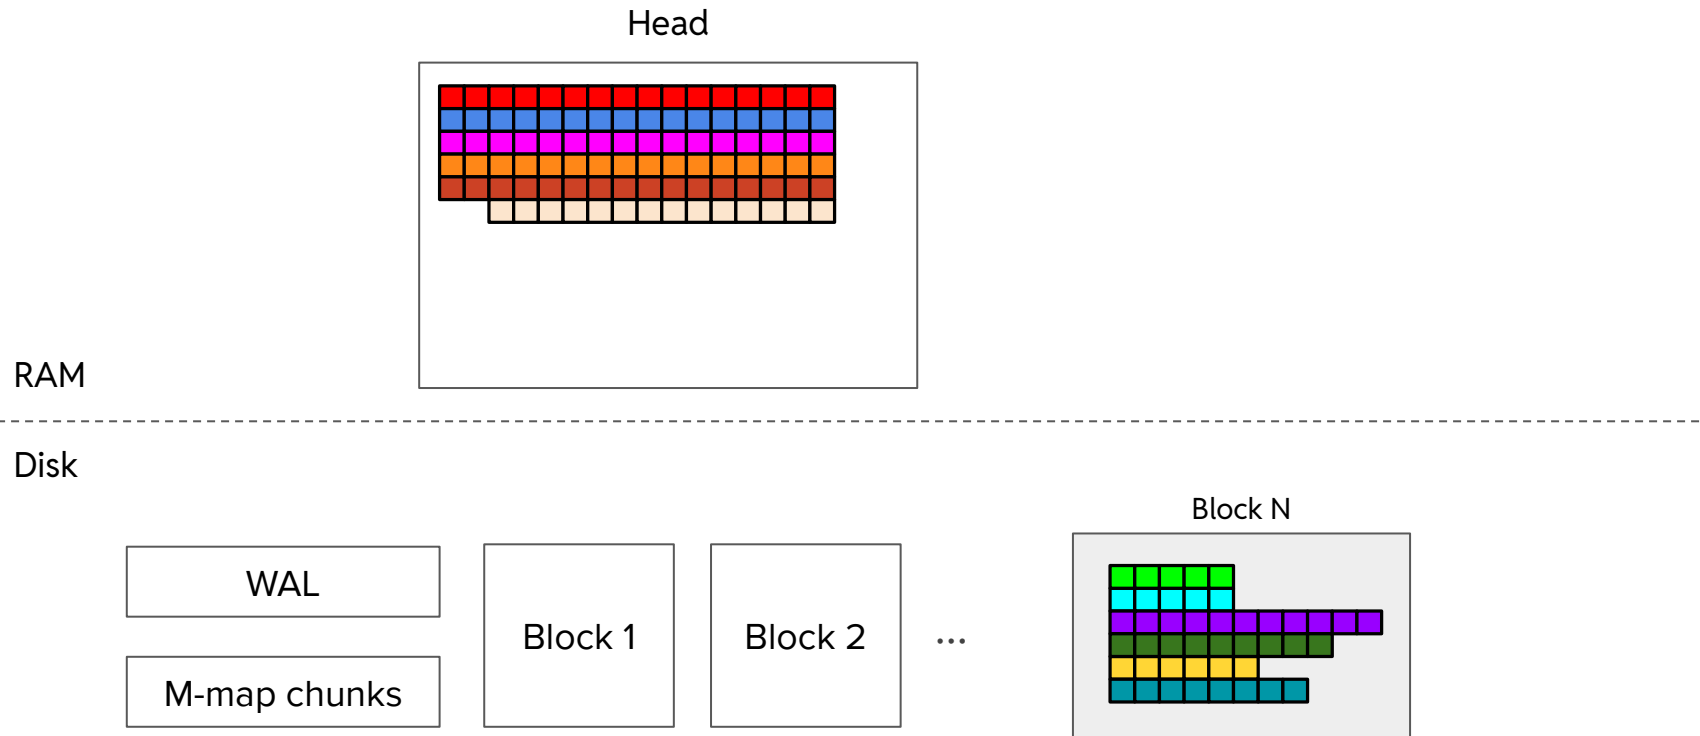 Head
RAM
Disk
Block N
WAL
Block 1
Block 2
...
M-map chunks